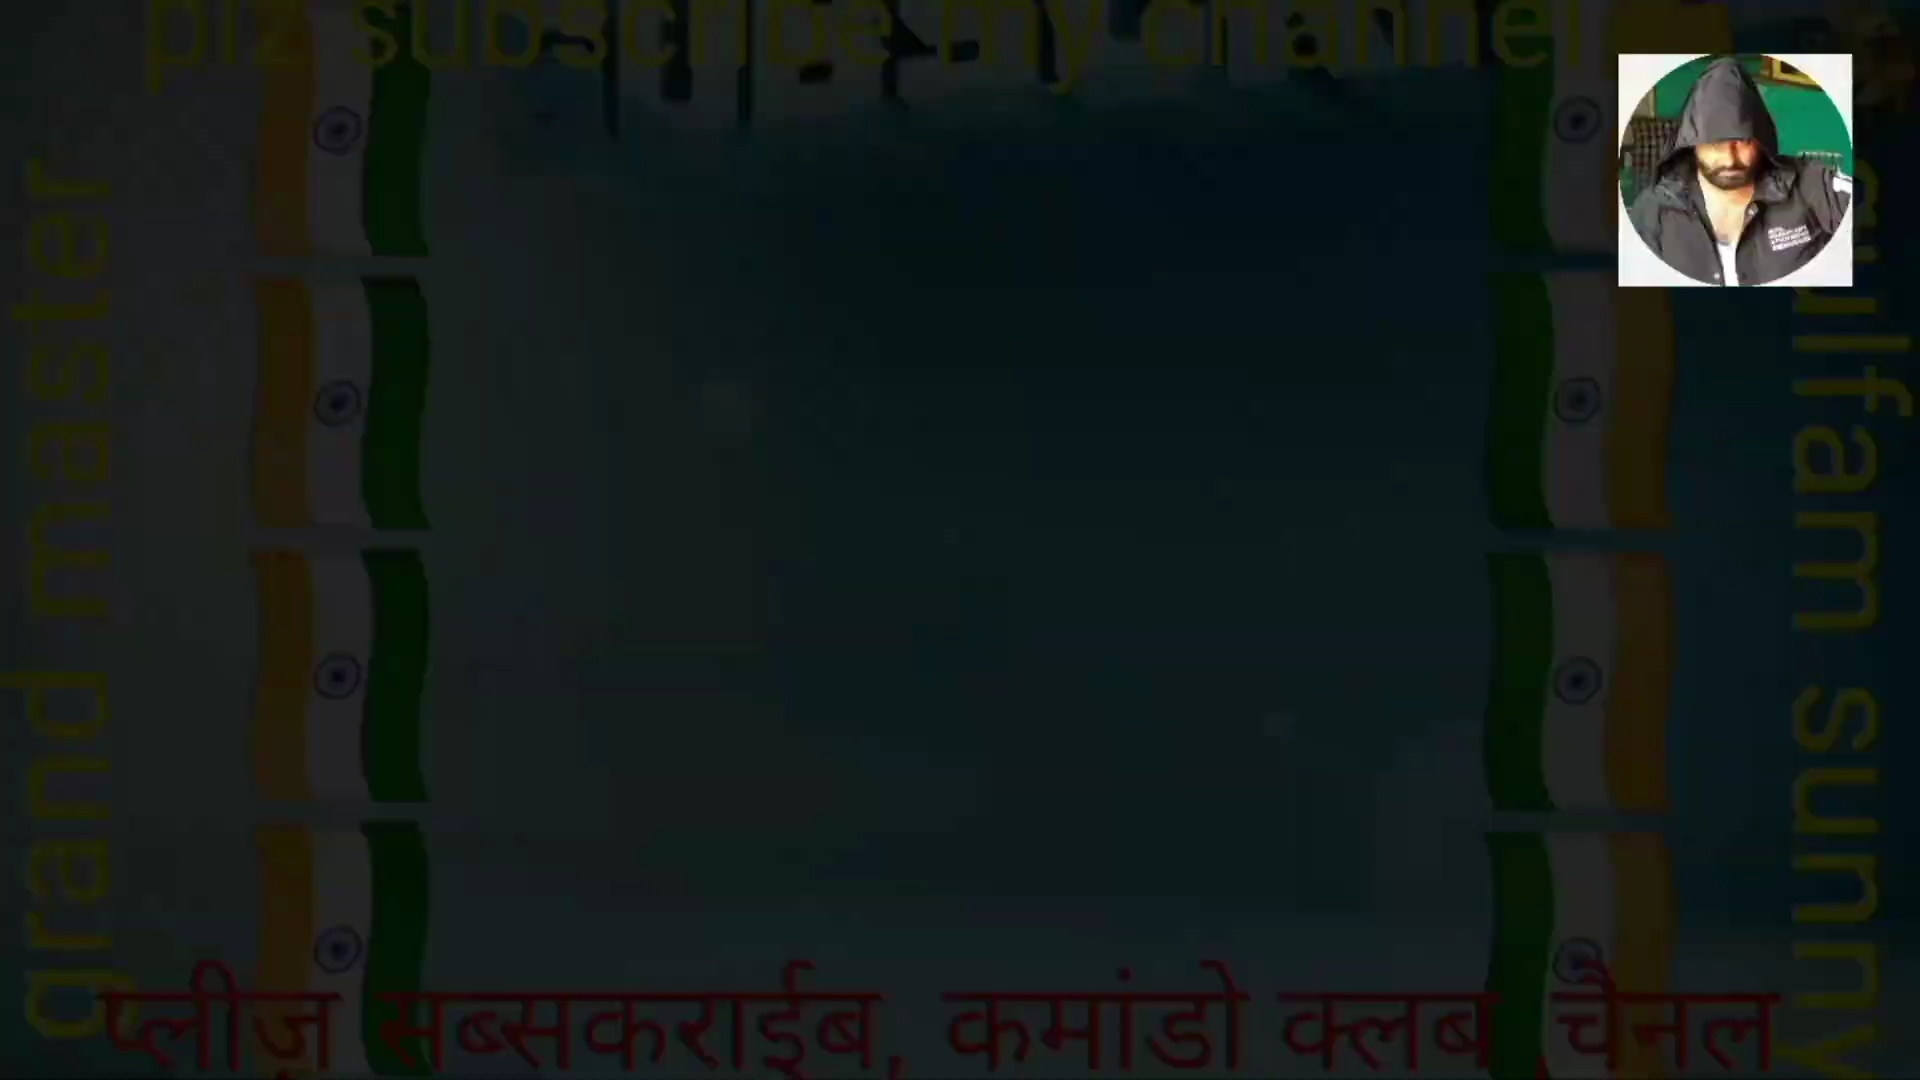 plz subscribe my channel
grand master
gulfam sunny
प्लीज़ सब्सकराईब, कमांडो क्लब ,चैनल